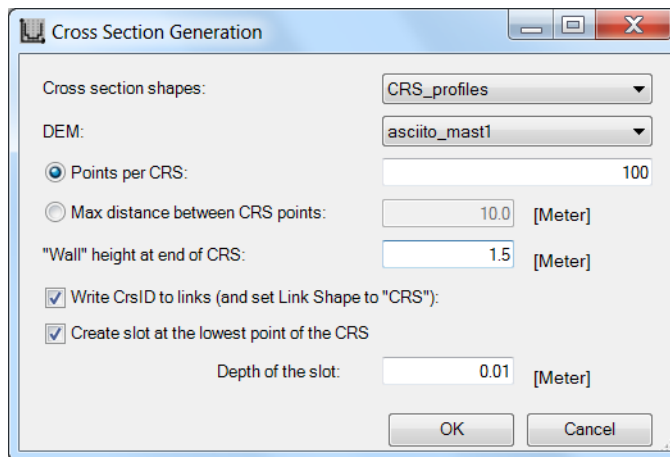 Cross Section Generation
Cross section shapes: CRS_profiles
DEM: asciito_mast1
Points per CRS: 100
Max distance between CRS points: 10.0 [Meter]
"Wall" height at end of CRS: 1.5 [Meter]
Write CrsID to links (and set Link Shape to "CRS"):
Create slot at the lowest point of the CRS
Depth of the slot: 0.01 [Meter]
OK Cancel